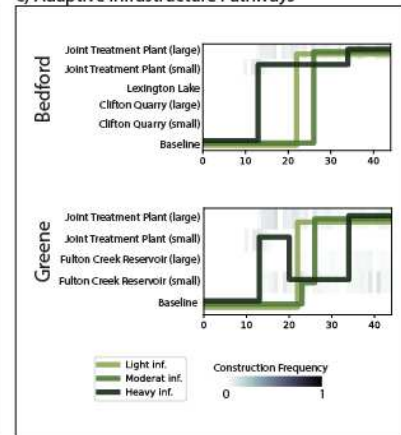 c) Adaptive Infrastructure Pathways
Bedford
Joint Treatment Plant (large)
Joint Treatment Plant (small)
Lexington Lake
Clifton Quarry (large)
Clifton Quarry (small)
Baseline
0 10 20 30 40
Greene
Joint Treatment Plant (large)
Joint Treatment Plant (small)
Fulton Creek Reservoir (large)
Fulton Creek Reservoir (small)
Baseline
0 10 20 30 40
Light inf.
Moderat inf.
Heavy inf.
Construction Frequency
0 1